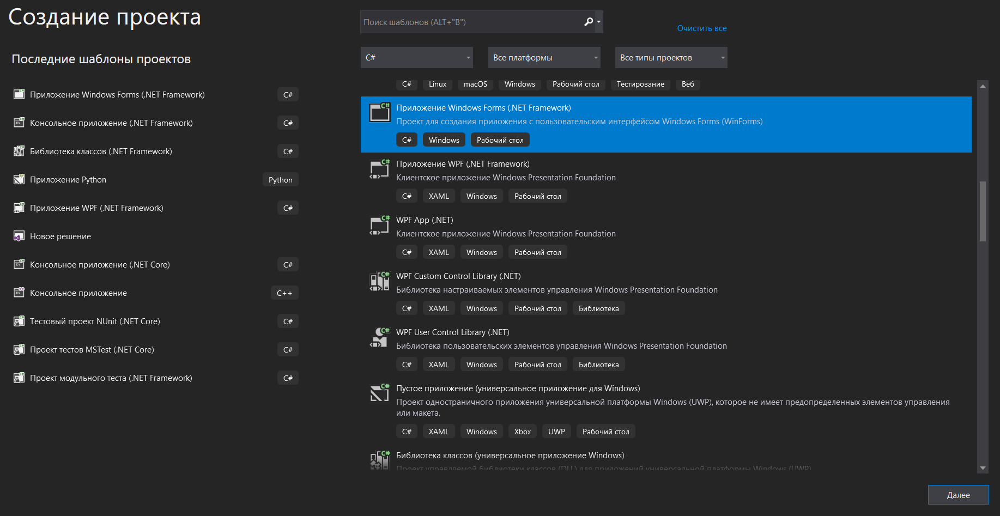 Создание проекта
Поиск шаблонов (ALT+"B")
Очистить все
Последние шаблоны проектов
C#
Все платформы
Все типы проектов
Приложение Windows Forms (.NET Framework) C#
Консольное приложение (.NET Framework) C#
Библиотека классов (.NET Framework) C#
Приложение Python Python
Приложение WPF (.NET Framework) C#
Новое решение
Консольное приложение (.NET Core) C#
Консольное приложение C++
Тестовый проект NUnit (.NET Core) C#
Проект тестов MSTest (.NET Core) C#
Проект модульного теста (.NET Framework) C#
C# Linux macOS Windows Рабочий стол Тестирование Веб
Приложение Windows Forms (.NET Framework)
Проект для создания приложения с пользовательским интерфейсом Windows Forms (WinForms)
C# Windows Рабочий стол
Приложение WPF (.NET Framework)
Клиентское приложение Windows Presentation Foundation
C# XAML Windows Рабочий стол
WPF App (.NET)
Клиентское приложение Windows Presentation Foundation
C# XAML Windows Рабочий стол
WPF Custom Control Library (.NET)
Библиотека настраиваемых элементов управления Windows Presentation Foundation
C# XAML Windows Рабочий стол Библиотека
WPF User Control Library (.NET)
Библиотека пользовательских элементов управления Windows Presentation Foundation
C# XAML Windows Рабочий стол Библиотека
Пустое приложение (универсальное приложение для Windows)
Проект одностраничного приложения универсальной платформы Windows (UWP), которое не имеет предопределенных элементов управления
или макета.
C# XAML Windows Xbox UWP Рабочий стол
Библиотека классов (универсальное приложение Windows)
Проект управляемой библиотеки классов (DLL) для приложений универсальной платформы Windows (UWP)
Далее